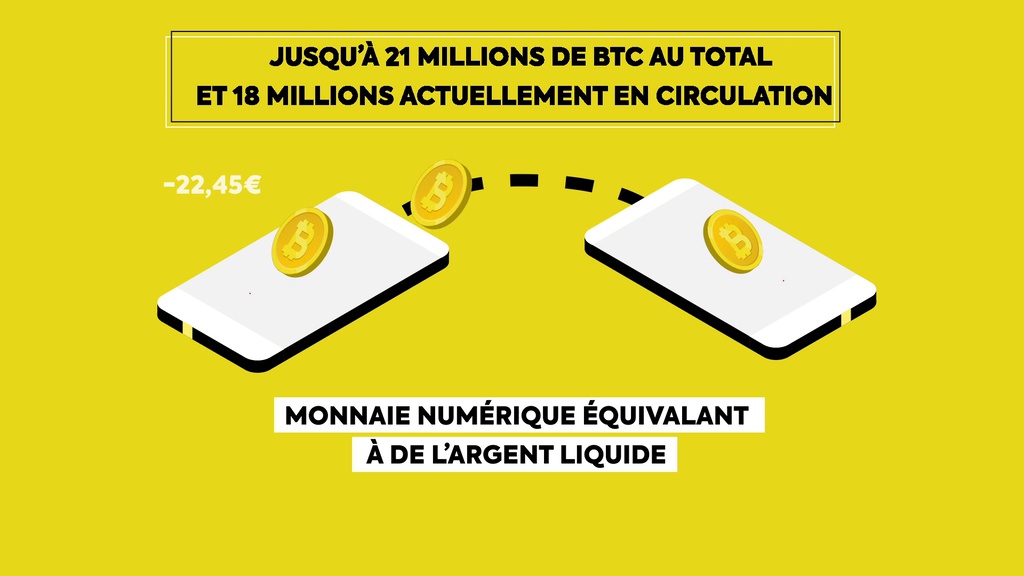 JUSQU'À 21 MILLIONS DE BTC AU TOTAL
ET 18 MILLIONS ACTUELLEMENT EN CIRCULATION
-22,45€
MONNAIE NUMÉRIQUE ÉQUIVALANT
À DE L'ARGENT LIQUIDE